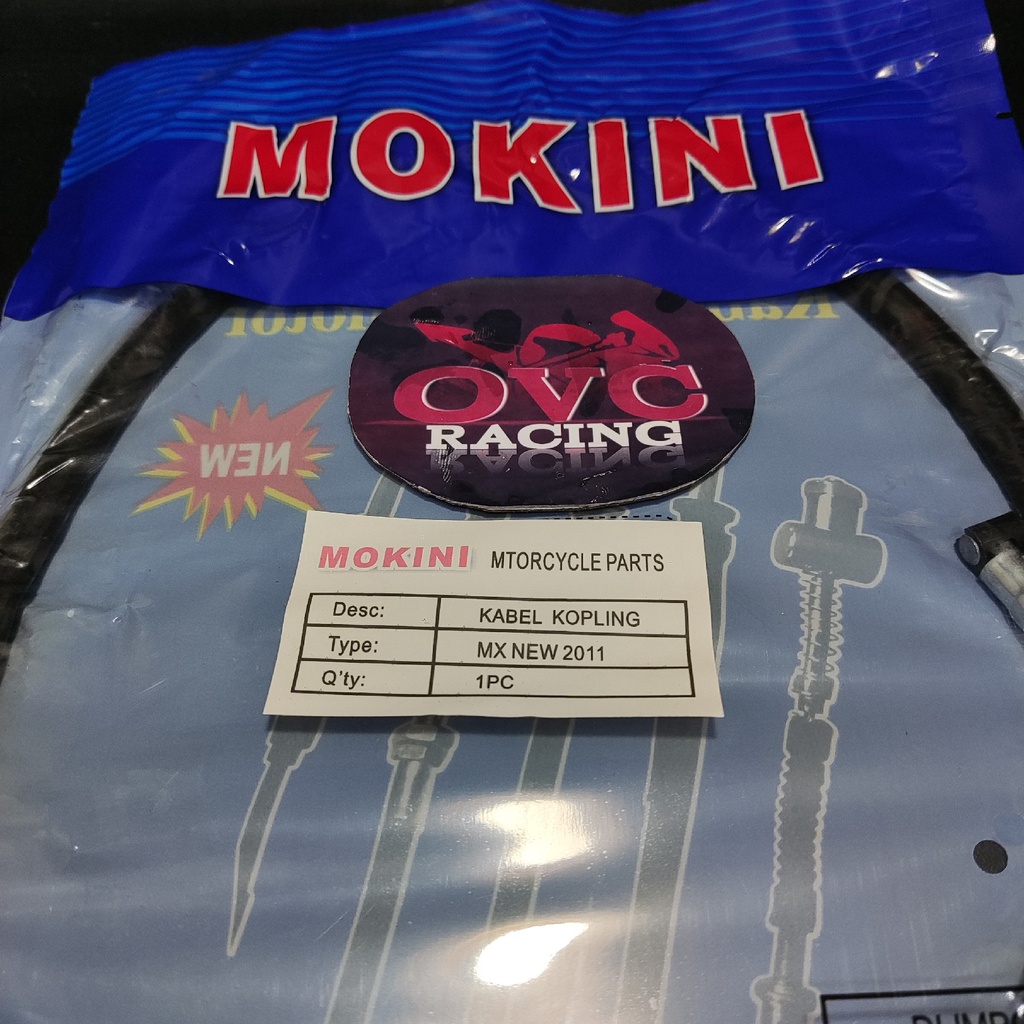 MOKINI
OVC
RACING
NEW
MOKINI MTORCYCLE PARTS
Desc: KABEL KOPLING
Type: MX NEW 2011
Q'ty: 1PC